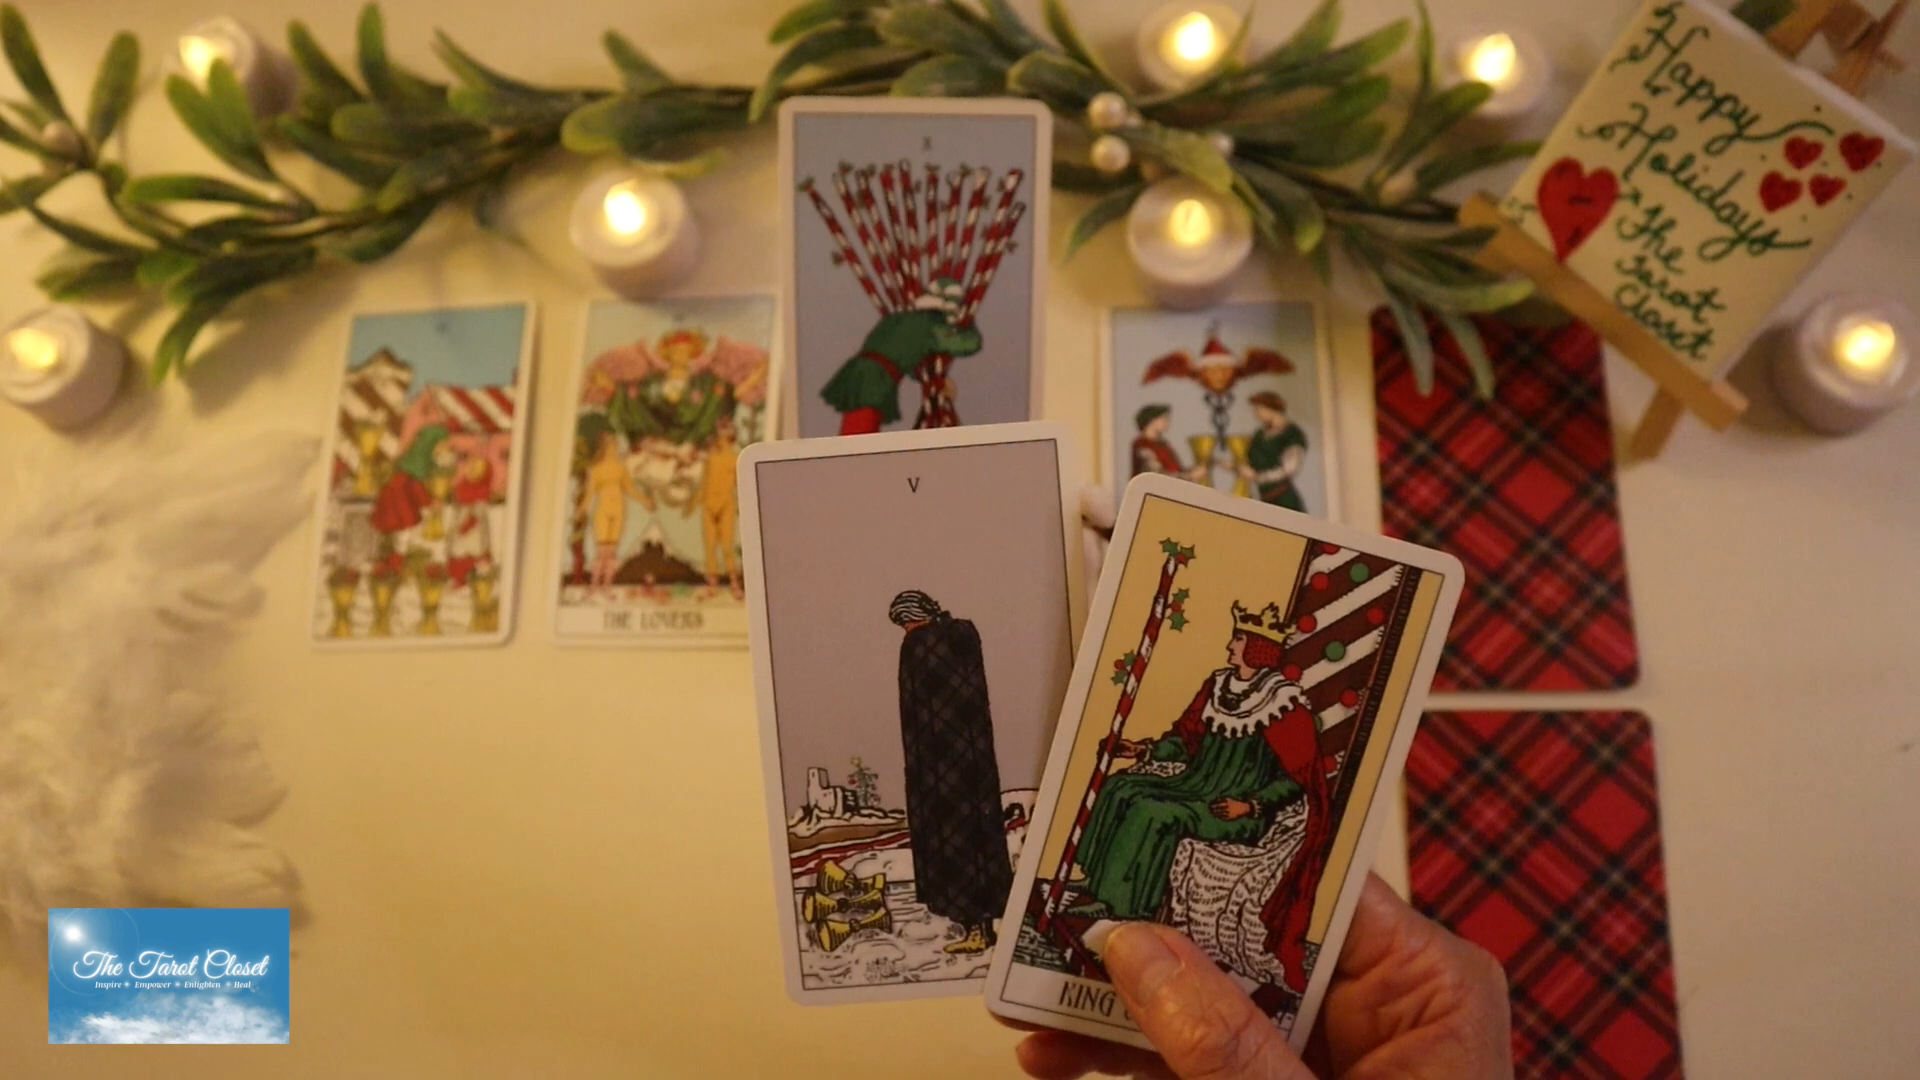 Happy
Holidays
The
Tarot
Closet
X
THE LOVERS
V
KING
The Tarot Closet
Inspire * Empower * Enlighten * Heal